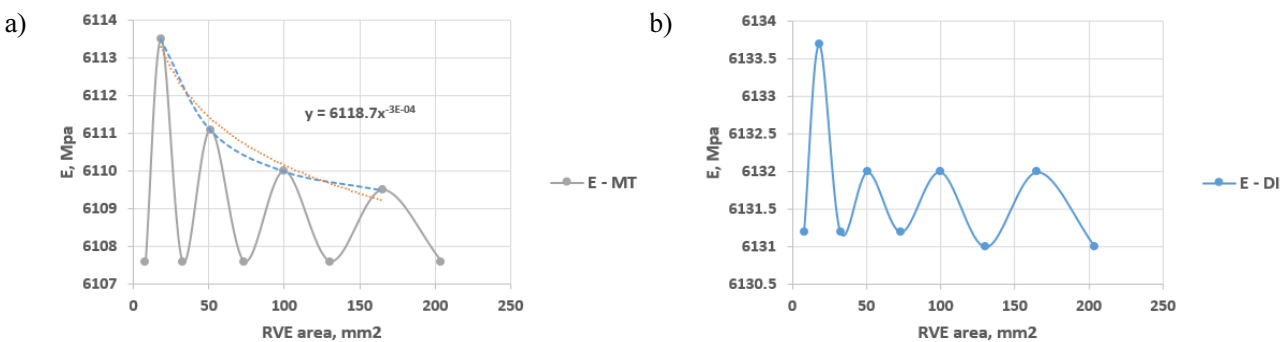 a)
E, Mpa
6114
6113
6112
6111
6110
6109
6108
6107
0 50 100 150 200 250
RVE area, mm2
y = 6118.7x-3E-04
E - MT
b)
E, Mpa
6134
6133.5
6133
6132.5
6132
6131.5
6131
6130.5
0 50 100 150 200 250
RVE area, mm2
E - DI